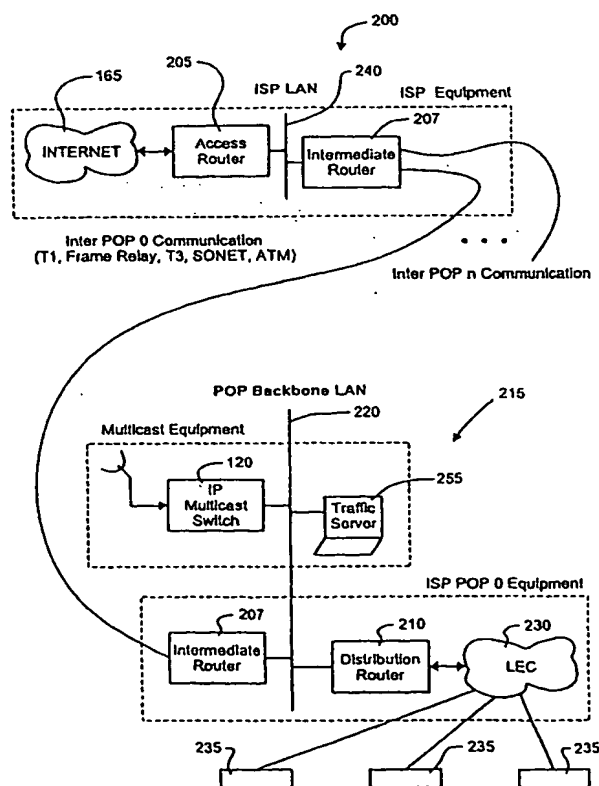 200
165
205
ISP LAN
240
ISP Equipment
207
INTERNET
Access
Router
Intermediate
Router
Inter POP 0 Communication
(T1, Frame Relay, T3, SONET, ATM)
Inter POP n Communication
POP Backbone LAN
220
215
Multicast Equipment
120
255
IP
Multicast
Switch
Traffic
Server
ISP POP 0 Equipment
207
210
230
Intermediate
Router
Distribution
Router
LEC
235
235
235